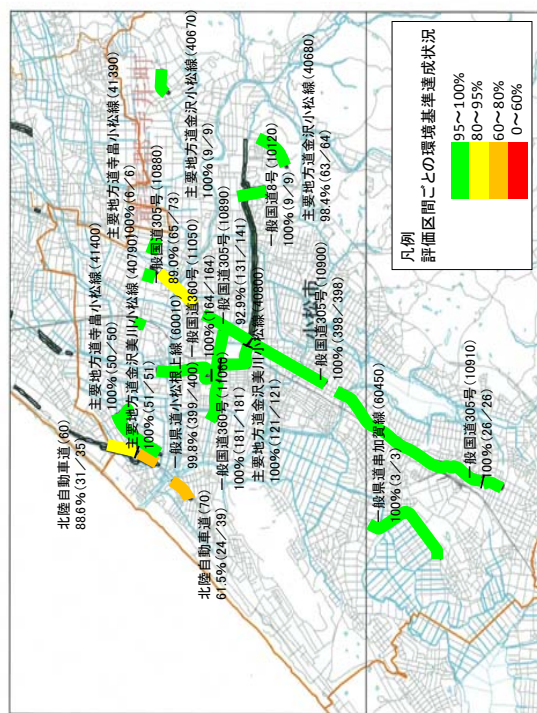 北陸自動車道(60)
88.6%(31／35)
主要地方道寺畠小松線(41400)
100%(50／50)
主要地方道金沢美川小松線(40790)
100%(51／51)
主要地方道寺畠小松線(41390)
100%(6／6)
一般国道305号(10880)
89.0%(65／73)
主要地方道金沢小松線(40670)
100%(9／9)
一般県道小松根上線(60010)
99.8%(399／400)
一般国道360号(11050)
100%(164／164)
一般国道305号(10890)
92.9%(131／141)
一般国道8号(10120)
100%(9／9)
主要地方道金沢小松線(40680)
98.4%(63／64)
北陸自動車道(70)
61.5%(24／39)
一般国道360号(11060)
100%(181／181)
主要地方道金沢美川小松線(40800)
100%(121／121)
小松市
一般国道305号(10900)
100%(398／398)
一般県道串加賀線(60450)
100%(3／3)
一般国道305号(10910)
100%(26／26)
凡例
評価区間ごとの環境基準達成状況
95～100%
80～95%
60～80%
0～60%